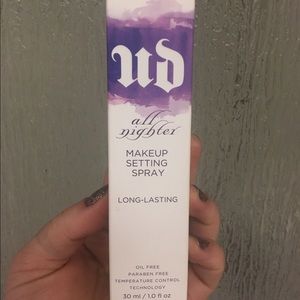 ud
all
nighter
MAKEUP
SETTING
SPRAY
LONG-LASTING
OIL FREE
PARABEN FREE
TEMPERATURE CONTROL
TECHNOLOGY
30 ml / 1.0 fl oz